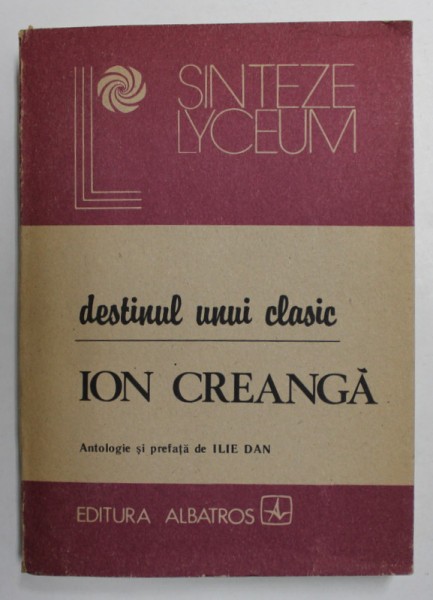 SINTEZE
LYCEUM
destinul unui clasic
ION CREANGĂ
Antologie și prefață de ILIE DAN
EDITURA ALBATROS